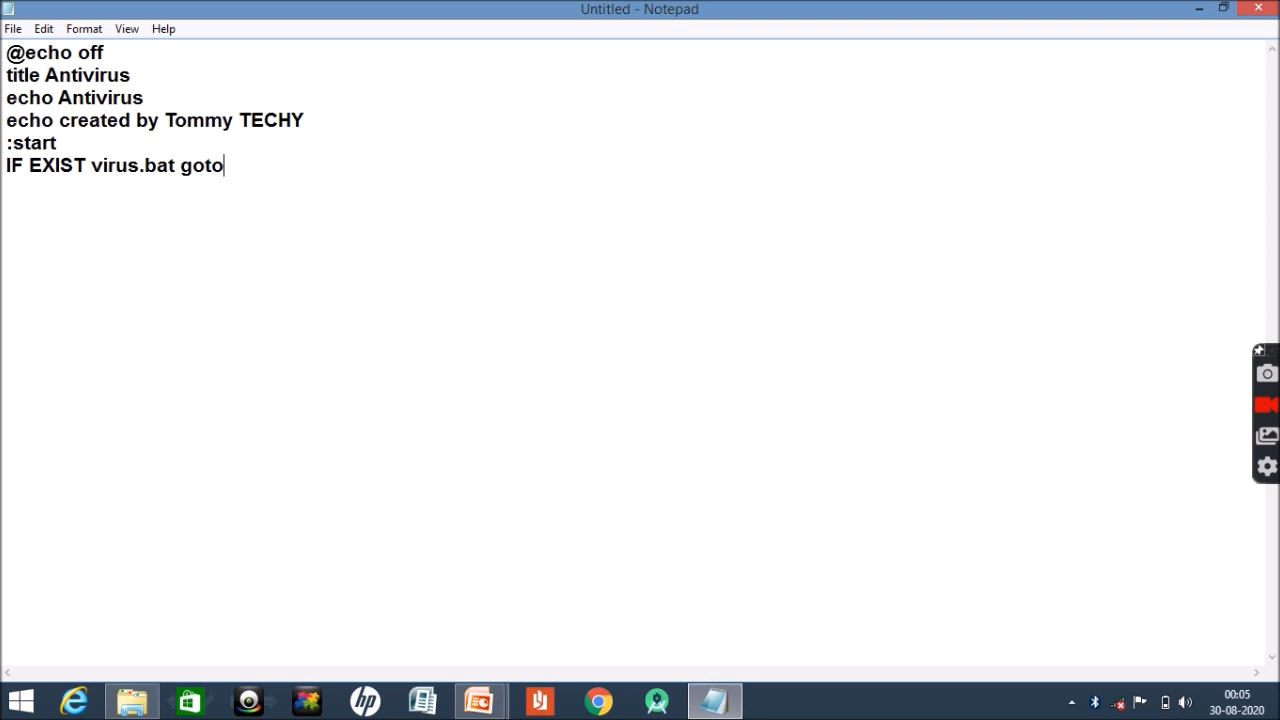 Untitled - Notepad
File Edit Format View Help
@echo off
title Antivirus
echo Antivirus
echo created by Tommy TECHY
:start
IF EXIST virus.bat goto
hp
00:05
30-08-2020